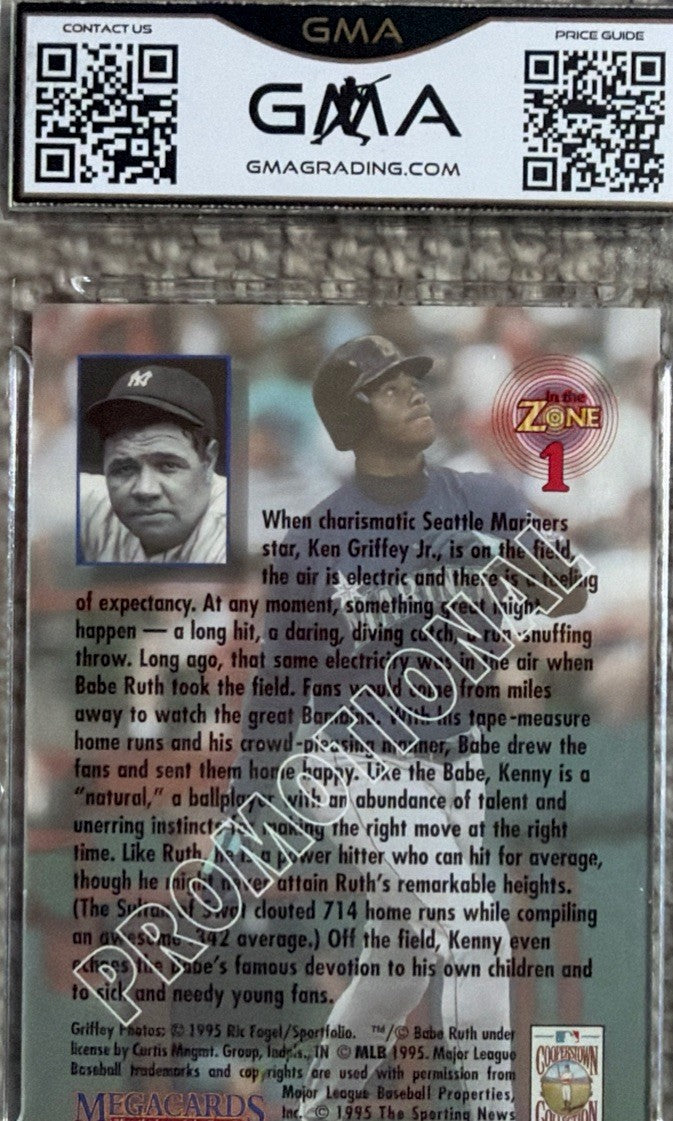 CONTACT US
GMA
PRICE GUIDE
GMA
GMAGRADING.COM
In the
ZONE
1
When charismatic Seattle Mariners
star, Ken Griffey Jr., is on the field,
the air is electric and there is a feeling
of expectancy. At any moment, something great might
happen — a long hit, a daring, diving catch, a run-snuffing
throw. Long ago, that same electricity was in the air when
Babe Ruth took the field. Fans would come from miles
away to watch the great Bambino. With his tape-measure
home runs and his crowd-pleasing manner, Babe drew the
fans and sent them home happy. Like the Babe, Kenny is a
"natural," a ballplayer with an abundance of talent and
unerring instincts for making the right move at the right
time. Like Ruth, he is a power hitter who can hit for average,
though he might never attain Ruth's remarkable heights.
(The Sultan of Swat clouted 714 home runs while compiling
an awesome .342 average.) Off the field, Kenny even
echoes the Babe's famous devotion to his own children and
to sick and needy young fans.
PROMOTIONAL
Griffey Photos: © 1995 Ric Fogel/Sportfolio. ™/© Babe Ruth under
license by Curtis Mngmt. Group, Indpls., IN © MLB 1995. Major League
Baseball trademarks and copyrights are used with permission from
Major League Baseball Properties,
Inc. © 1995 The Sporting News
MEGACARDS
COOPERSTOWN
COLLECTION